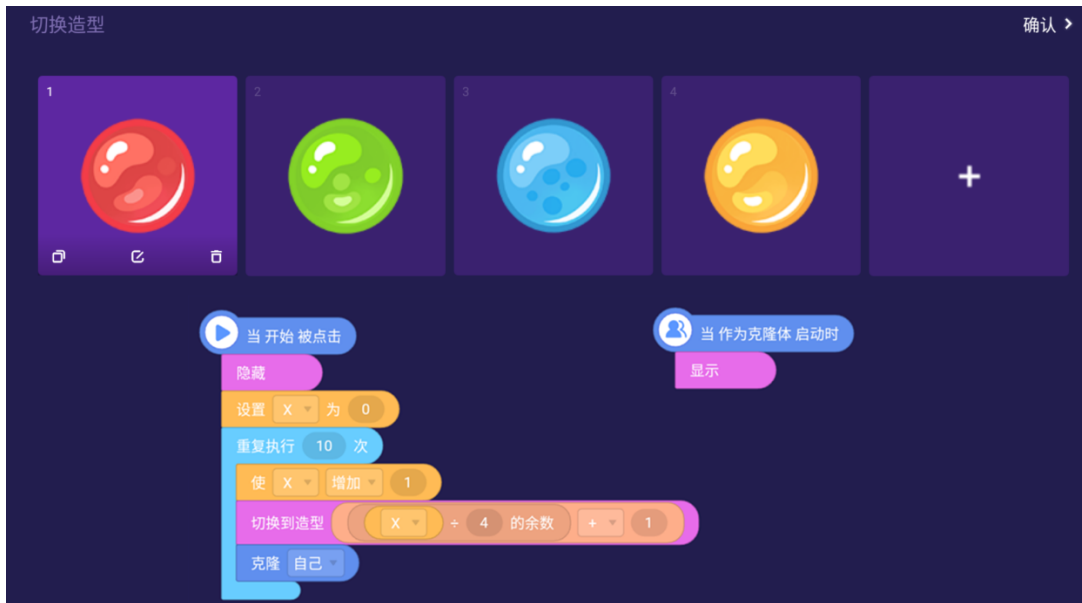 切换造型
确认
1
2
3
4
当 开始 被点击
隐藏
设置 X 为 0
重复执行 10 次
使 X 增加 1
切换到造型 X ÷ 4 的余数 + 1
克隆 自己
当 作为克隆体 启动时
显示